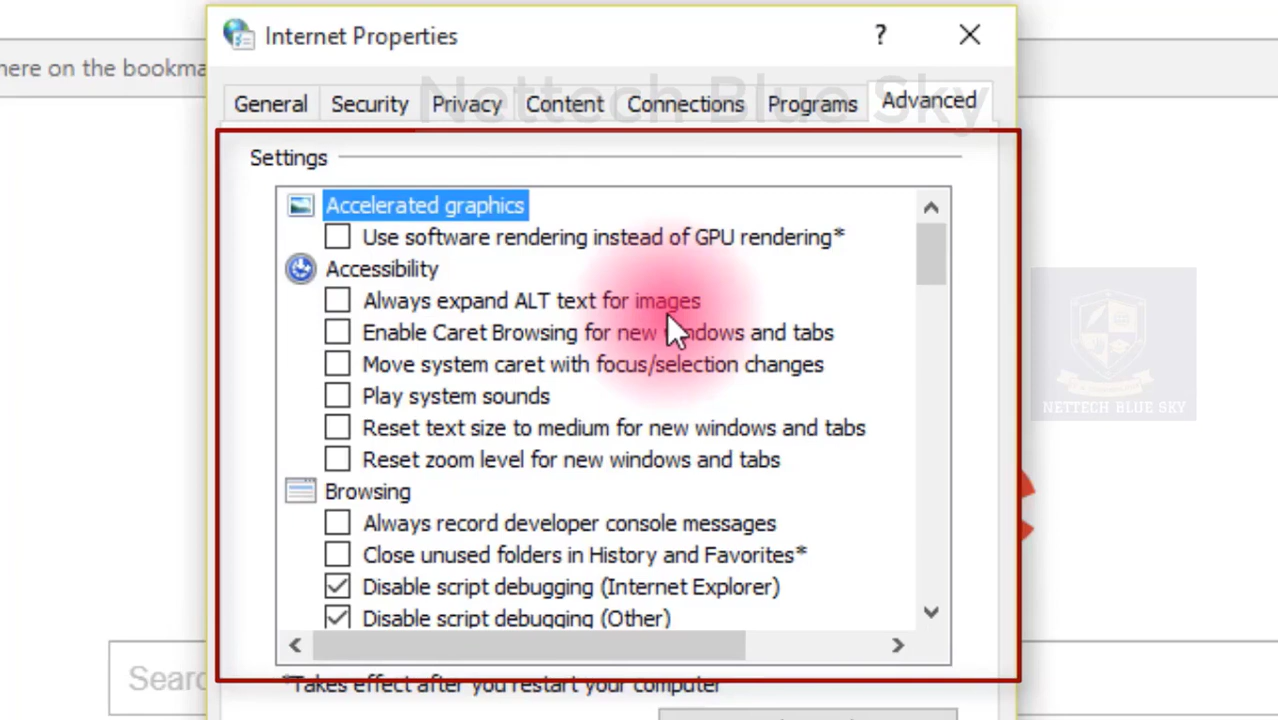 Internet Properties
?
here on the bookma
General Security Privacy Content Connections Programs Advanced
Nettech Blue Sky
Settings
Accelerated graphics
Use software rendering instead of GPU rendering*
Accessibility
Always expand ALT text for images
Enable Caret Browsing for new windows and tabs
Move system caret with focus/selection changes
Play system sounds
NETTECH BLUE SKY
Reset text size to medium for new windows and tabs
Reset zoom level for new windows and tabs
Browsing
Always record developer console messages
Close unused folders in History and Favorites*
Disable script debugging (Internet Explorer)
Disable script debugging (Other)
Searc
*Takes effect after you restart your computer